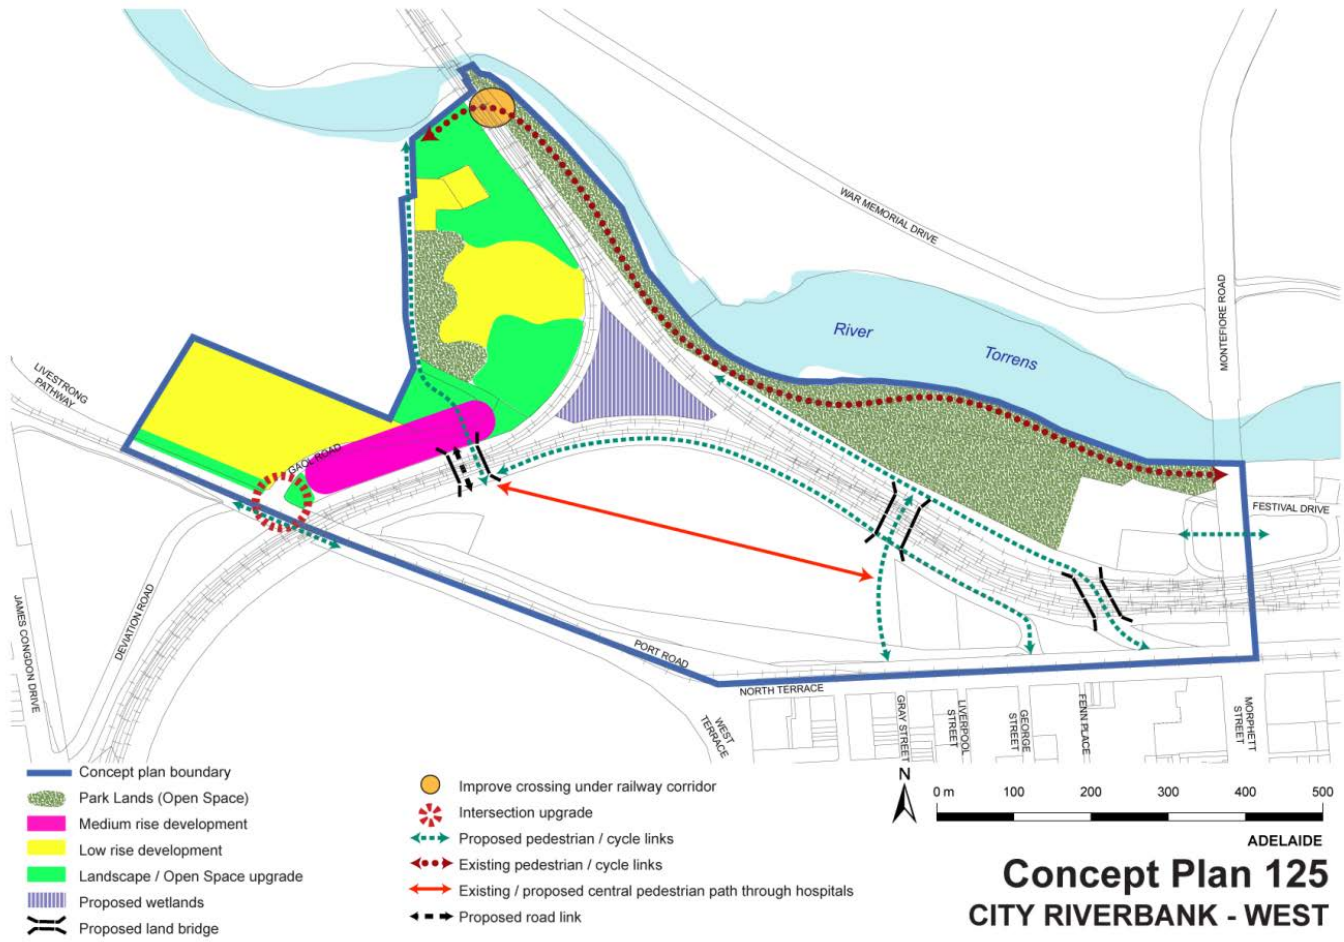 WAR MEMORIAL DRIVE
MONTEFIORE ROAD
River
Torrens
LIVESTRONG
PATHWAY
GAOL ROAD
FESTIVAL DRIVE
JAMES CONGDON DRIVE
DEVIATION ROAD
PORT ROAD
NORTH TERRACE
WEST
TERRACE
GRAY STREET
LIVERPOOL
STREET
GEORGE
STREET
FENN PLACE
MORPHETT
STREET
Concept plan boundary
Park Lands (Open Space)
Medium rise development
Low rise development
Landscape / Open Space upgrade
Proposed wetlands
Proposed land bridge
Improve crossing under railway corridor
Intersection upgrade
Proposed pedestrian / cycle links
Existing pedestrian / cycle links
Existing / proposed central pedestrian path through hospitals
Proposed road link
N
0 m 100 200 300 400 500
ADELAIDE
Concept Plan 125
CITY RIVERBANK - WEST